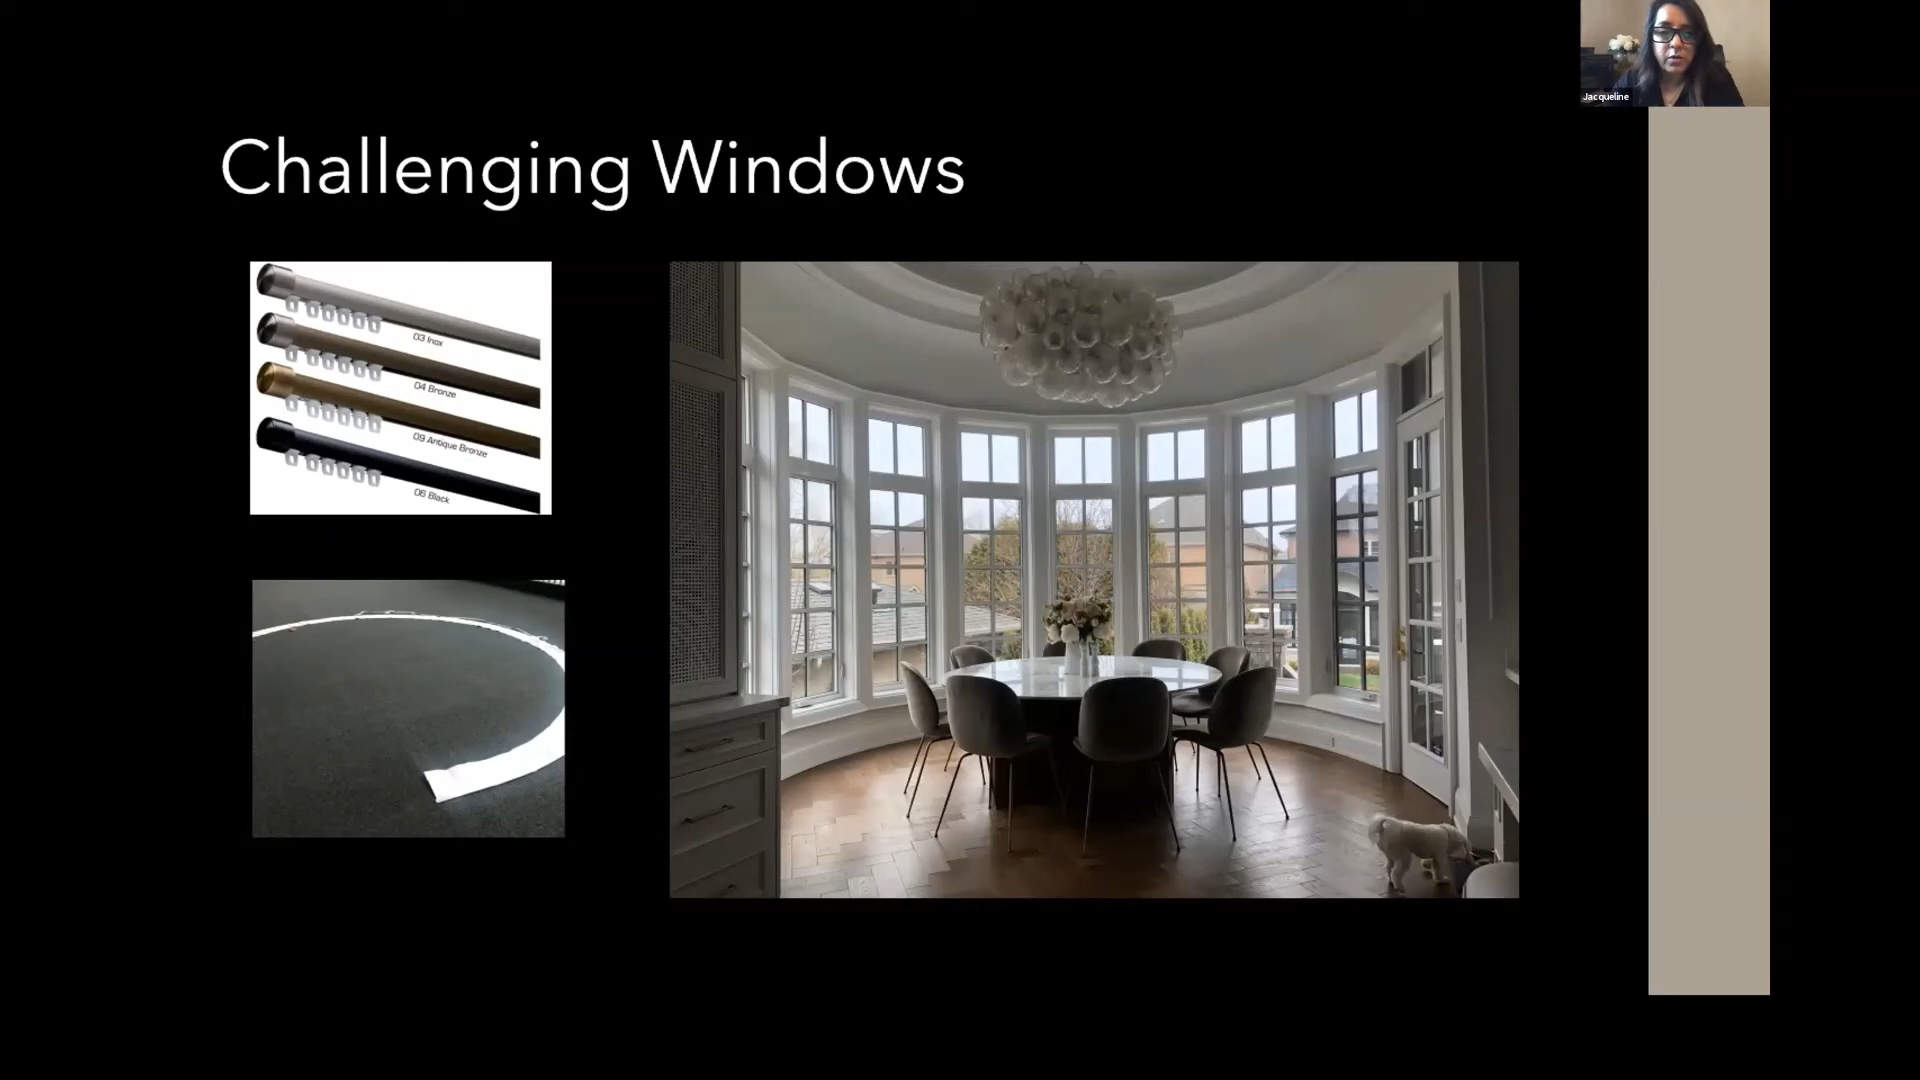 Jacqueline
Challenging Windows
03 Inox
04 Bronze
09 Antique Bronze
06 Black